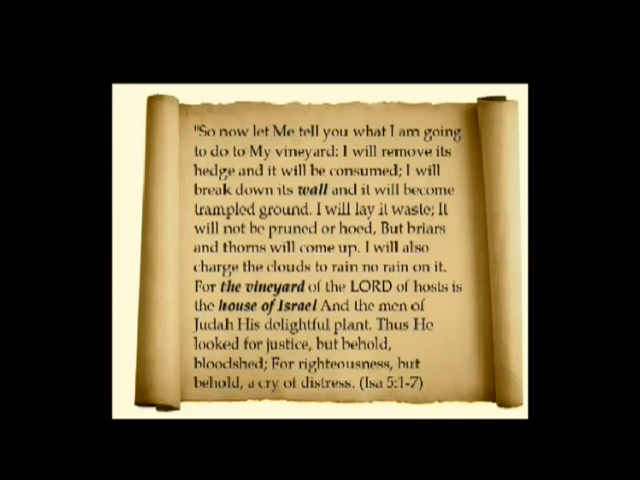 "So now let Me tell you what I am going
to do to My vineyard: I will remove its
hedge and it will be consumed; I will
break down its wall and it will become
trampled ground. I will lay it waste; It
will not be pruned or hoed, But briars
and thorns will come up. I will also
charge the clouds to rain no rain on it.
For the vineyard of the LORD of hosts is
the house of Israel And the men of
Judah His delightful plant. Thus He
looked for justice, but behold,
bloodshed; For righteousness, but
behold, a cry of distress. (Isa 5:1-7)